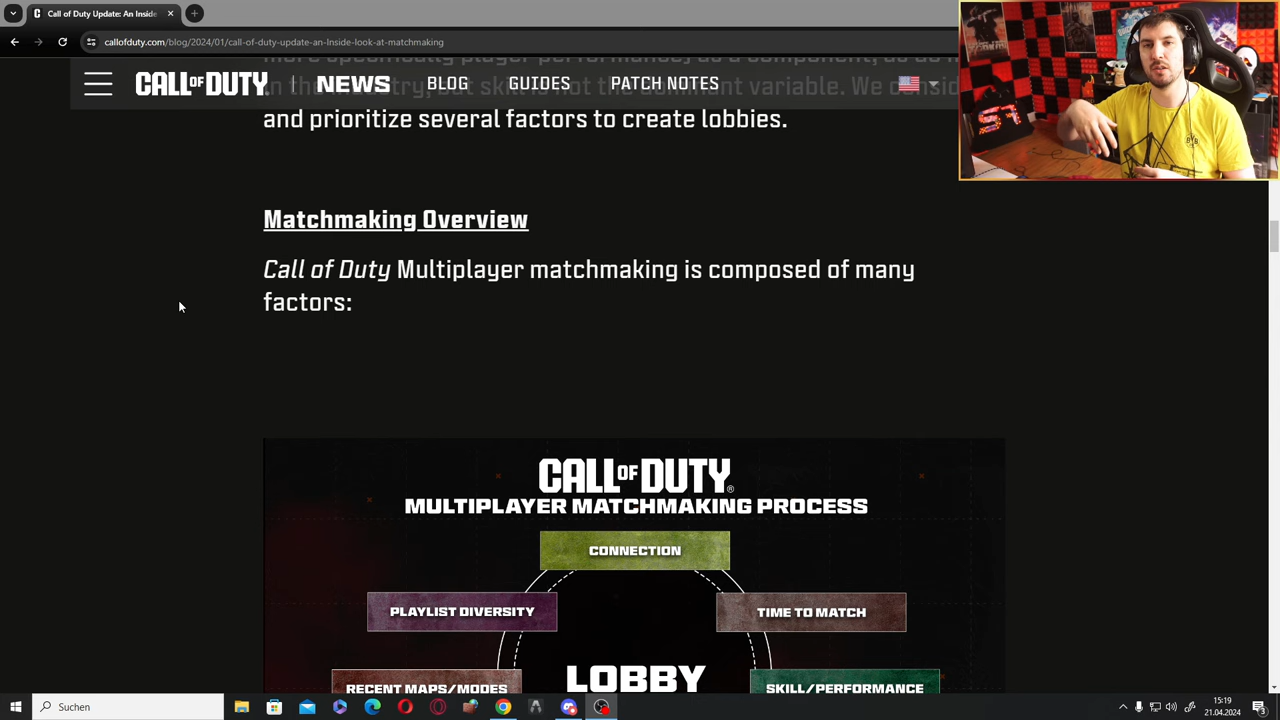 Call of Duty Update: An Inside
callofduty.com/blog/2024/01/call-of-duty-update-an-Inside-look-at-matchmaking
CALL OF DUTY NEWS BLOG GUIDES PATCH NOTES
and prioritize several factors to create lobbies.
Matchmaking Overview
Call of Duty Multiplayer matchmaking is composed of many
factors:
CALL OF DUTY®
MULTIPLAYER MATCHMAKING PROCESS
CONNECTION
PLAYLIST DIVERSITY
TIME TO MATCH
LOBBY
RECENT MAPS/MODES
SKILL/PERFORMANCE
Suchen
15:19
21.04.2024
3